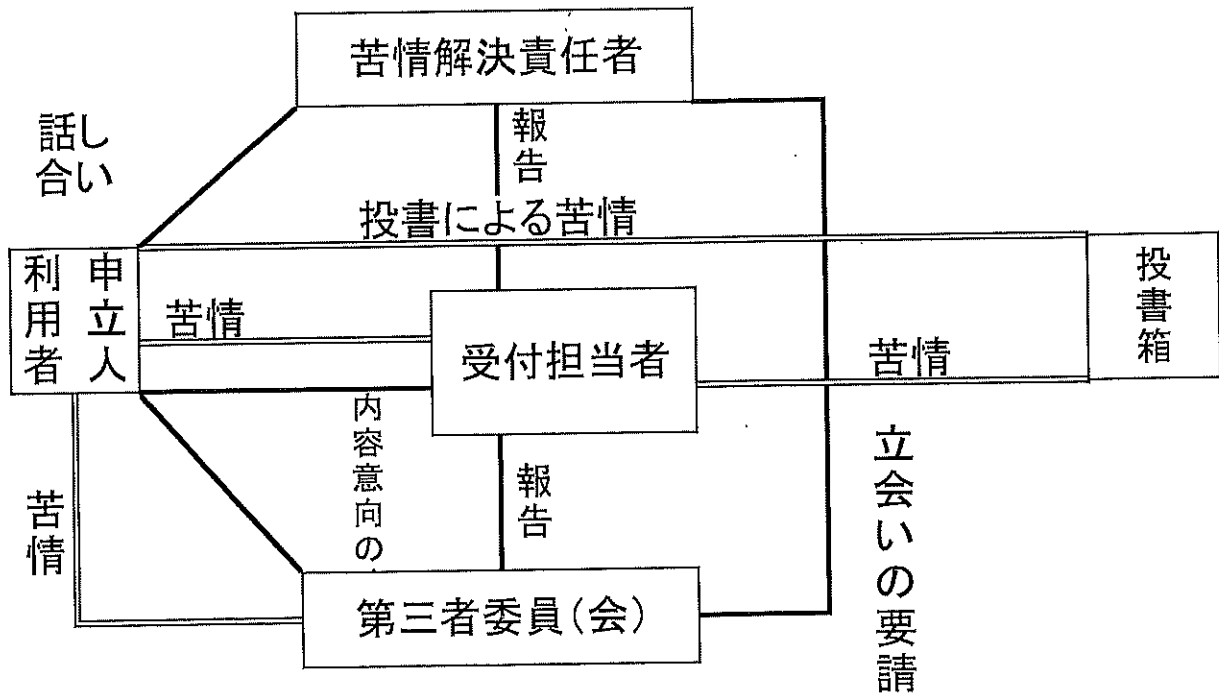 苦情解決責任者
話し
合い
報告
投書による苦情
申立人
利用者
苦情
受付担当者
苦情
投書箱
内容意向の
報告
立会いの要請
苦情
第三者委員(会)